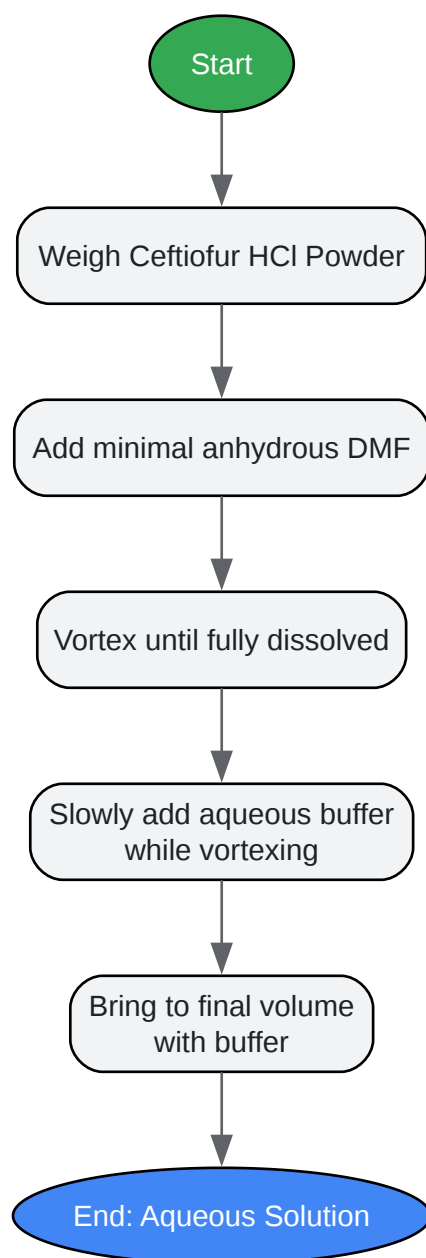 Start
Weigh Ceftiofur HCl Powder
Add minimal anhydrous DMF
Vortex until fully dissolved
Slowly add aqueous buffer
while vortexing
Bring to final volume
with buffer
End: Aqueous Solution